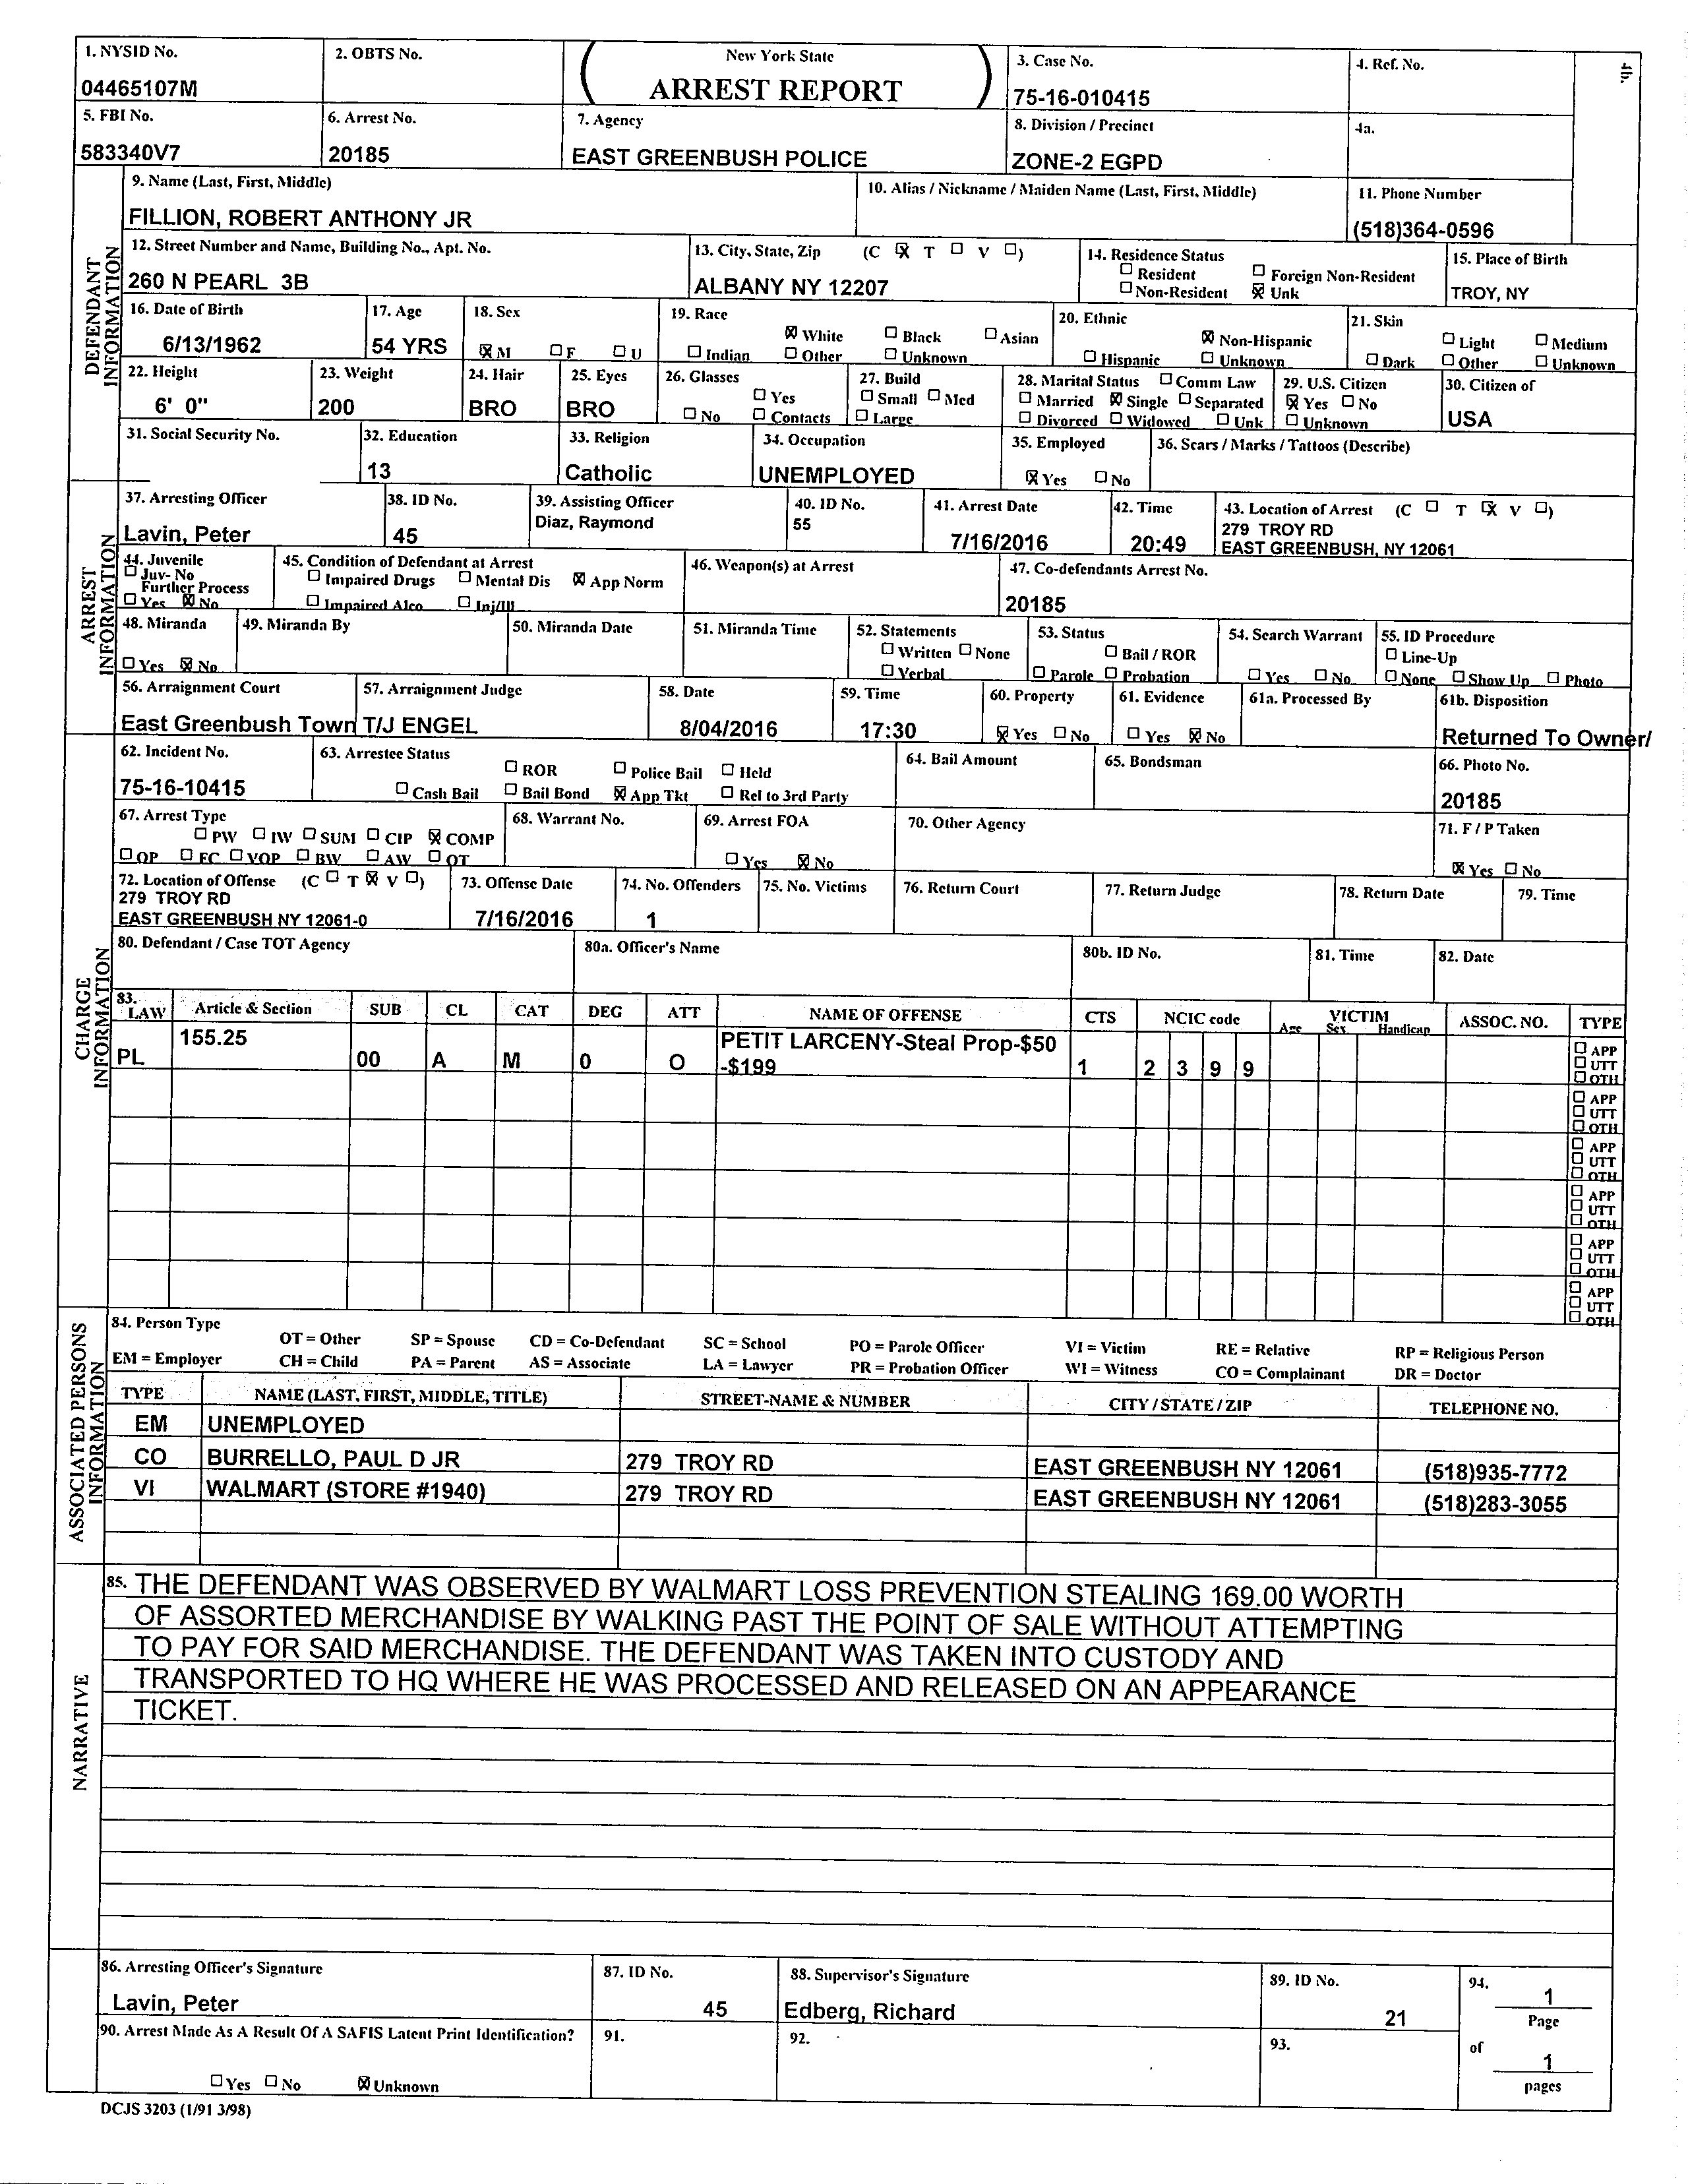 1. NYSID No.
04465107M
2. OBTS No.
New York State
ARREST REPORT
3. Case No.
75-16-010415
4. Ref. No.
4b.
5. FBI No.
583340V7
6. Arrest No.
20185
7. Agency
EAST GREENBUSH POLICE
8. Division / Precinct
ZONE-2 EGPD
4a.
DEFENDANT INFORMATION
9. Name (Last, First, Middle)
FILLION, ROBERT ANTHONY JR
10. Alias / Nickname / Maiden Name (Last, First, Middle)
11. Phone Number
(518)364-0596
12. Street Number and Name, Building No., Apt. No.
260 N PEARL 3B
13. City, State, Zip (C ☒ T ☐ V ☐)
ALBANY NY 12207
14. Residence Status
☐ Resident ☐ Foreign Non-Resident
☐ Non-Resident ☒ Unk
15. Place of Birth
TROY, NY
16. Date of Birth
6/13/1962
17. Age
54 YRS
18. Sex
☒ M ☐ F ☐ U
19. Race
☒ White ☐ Black ☐ Asian
☐ Indian ☐ Other ☐ Unknown
20. Ethnic
☒ Non-Hispanic
☐ Hispanic ☐ Unknown
21. Skin
☐ Light ☐ Medium
☐ Dark ☐ Other ☐ Unknown
22. Height
6' 0"
23. Weight
200
24. Hair
BRO
25. Eyes
BRO
26. Glasses
☐ Yes
☐ No ☐ Contacts
27. Build
☐ Small ☐ Med
☐ Large
28. Marital Status ☐ Comm Law
☐ Married ☒ Single ☐ Separated
☐ Divorced ☐ Widowed ☐ Unk
29. U.S. Citizen
☒ Yes ☐ No
☐ Unknown
30. Citizen of
USA
31. Social Security No.
32. Education
13
33. Religion
Catholic
34. Occupation
UNEMPLOYED
35. Employed
☒ Yes ☐ No
36. Scars / Marks / Tattoos (Describe)
ARREST INFORMATION
37. Arresting Officer
Lavin, Peter
38. ID No.
45
39. Assisting Officer
Diaz, Raymond
40. ID No.
55
41. Arrest Date
7/16/2016
42. Time
20:49
43. Location of Arrest (C ☐ T ☒ V ☐)
279 TROY RD
EAST GREENBUSH, NY 12061
44. Juvenile
☐ Juv- No
Further Process
☐ Yes ☒ No
45. Condition of Defendant at Arrest
☐ Impaired Drugs ☐ Mental Dis ☒ App Norm
☐ Impaired Alco ☐ Inj/Ill
46. Weapon(s) at Arrest
47. Co-defendants Arrest No.
20185
48. Miranda
☐ Yes ☒ No
49. Miranda By
50. Miranda Date
51. Miranda Time
52. Statements
☐ Written ☐ None
☐ Verbal
53. Status
☐ Bail / ROR
☐ Parole ☐ Probation
54. Search Warrant
☐ Yes ☐ No
55. ID Procedure
☐ Line-Up
☐ None ☐ Show Up ☐ Photo
56. Arraignment Court
East Greenbush Town
57. Arraignment Judge
T/J ENGEL
58. Date
8/04/2016
59. Time
17:30
60. Property
☒ Yes ☐ No
61. Evidence
☐ Yes ☒ No
61a. Processed By
61b. Disposition
Returned To Owner/
CHARGE INFORMATION
62. Incident No.
75-16-10415
63. Arrestee Status
☐ ROR ☐ Police Bail ☐ Held
☐ Cash Bail ☐ Bail Bond ☒ App Tkt ☐ Rel to 3rd Party
64. Bail Amount
65. Bondsman
66. Photo No.
20185
67. Arrest Type
☐ PW ☐ IW ☐ SUM ☐ CIP ☒ COMP
☐ OP ☐ FC ☐ VOP ☐ BW ☐ AW ☐ OT
68. Warrant No.
69. Arrest FOA
☐ Yes ☒ No
70. Other Agency
71. F / P Taken
☒ Yes ☐ No
72. Location of Offense (C ☐ T ☒ V ☐)
279 TROY RD
EAST GREENBUSH NY 12061-0
73. Offense Date
7/16/2016
74. No. Offenders
1
75. No. Victims
76. Return Court
77. Return Judge
78. Return Date
79. Time
80. Defendant / Case TOT Agency
80a. Officer's Name
80b. ID No.
81. Time
82. Date
83. LAW Article & Section SUB CL CAT DEG ATT NAME OF OFFENSE CTS NCIC code VICTIM Age Sex Handicap ASSOC. NO. TYPE
PL 155.25 00 A M 0 O PETIT LARCENY-Steal Prop-$50
-$199 1 2 3 9 9
☐ APP
☐ UTT
☐ OTH
☐ APP
☐ UTT
☐ OTH
☐ APP
☐ UTT
☐ OTH
☐ APP
☐ UTT
☐ OTH
☐ APP
☐ UTT
☐ OTH
☐ APP
☐ UTT
☐ OTH
ASSOCIATED PERSONS INFORMATION
84. Person Type
OT = Other SP = Spouse CD = Co-Defendant SC = School PO = Parole Officer VI = Victim RE = Relative RP = Religious Person
EM = Employer CH = Child PA = Parent AS = Associate LA = Lawyer PR = Probation Officer WI = Witness CO = Complainant DR = Doctor
TYPE NAME (LAST, FIRST, MIDDLE, TITLE) STREET-NAME & NUMBER CITY / STATE / ZIP TELEPHONE NO.
EM UNEMPLOYED
CO BURRELLO, PAUL D JR 279 TROY RD EAST GREENBUSH NY 12061 (518)935-7772
VI WALMART (STORE #1940) 279 TROY RD EAST GREENBUSH NY 12061 (518)283-3055
NARRATIVE
85. THE DEFENDANT WAS OBSERVED BY WALMART LOSS PREVENTION STEALING 169.00 WORTH
OF ASSORTED MERCHANDISE BY WALKING PAST THE POINT OF SALE WITHOUT ATTEMPTING
TO PAY FOR SAID MERCHANDISE. THE DEFENDANT WAS TAKEN INTO CUSTODY AND
TRANSPORTED TO HQ WHERE HE WAS PROCESSED AND RELEASED ON AN APPEARANCE
TICKET.
86. Arresting Officer's Signature
Lavin, Peter
87. ID No.
45
88. Supervisor's Signature
Edberg, Richard
89. ID No.
21
94.
1
Page
of
1
pages
90. Arrest Made As A Result Of A SAFIS Latent Print Identification?
☐ Yes ☐ No ☒ Unknown
91.
92.
93.
DCJS 3203 (1/91 3/98)